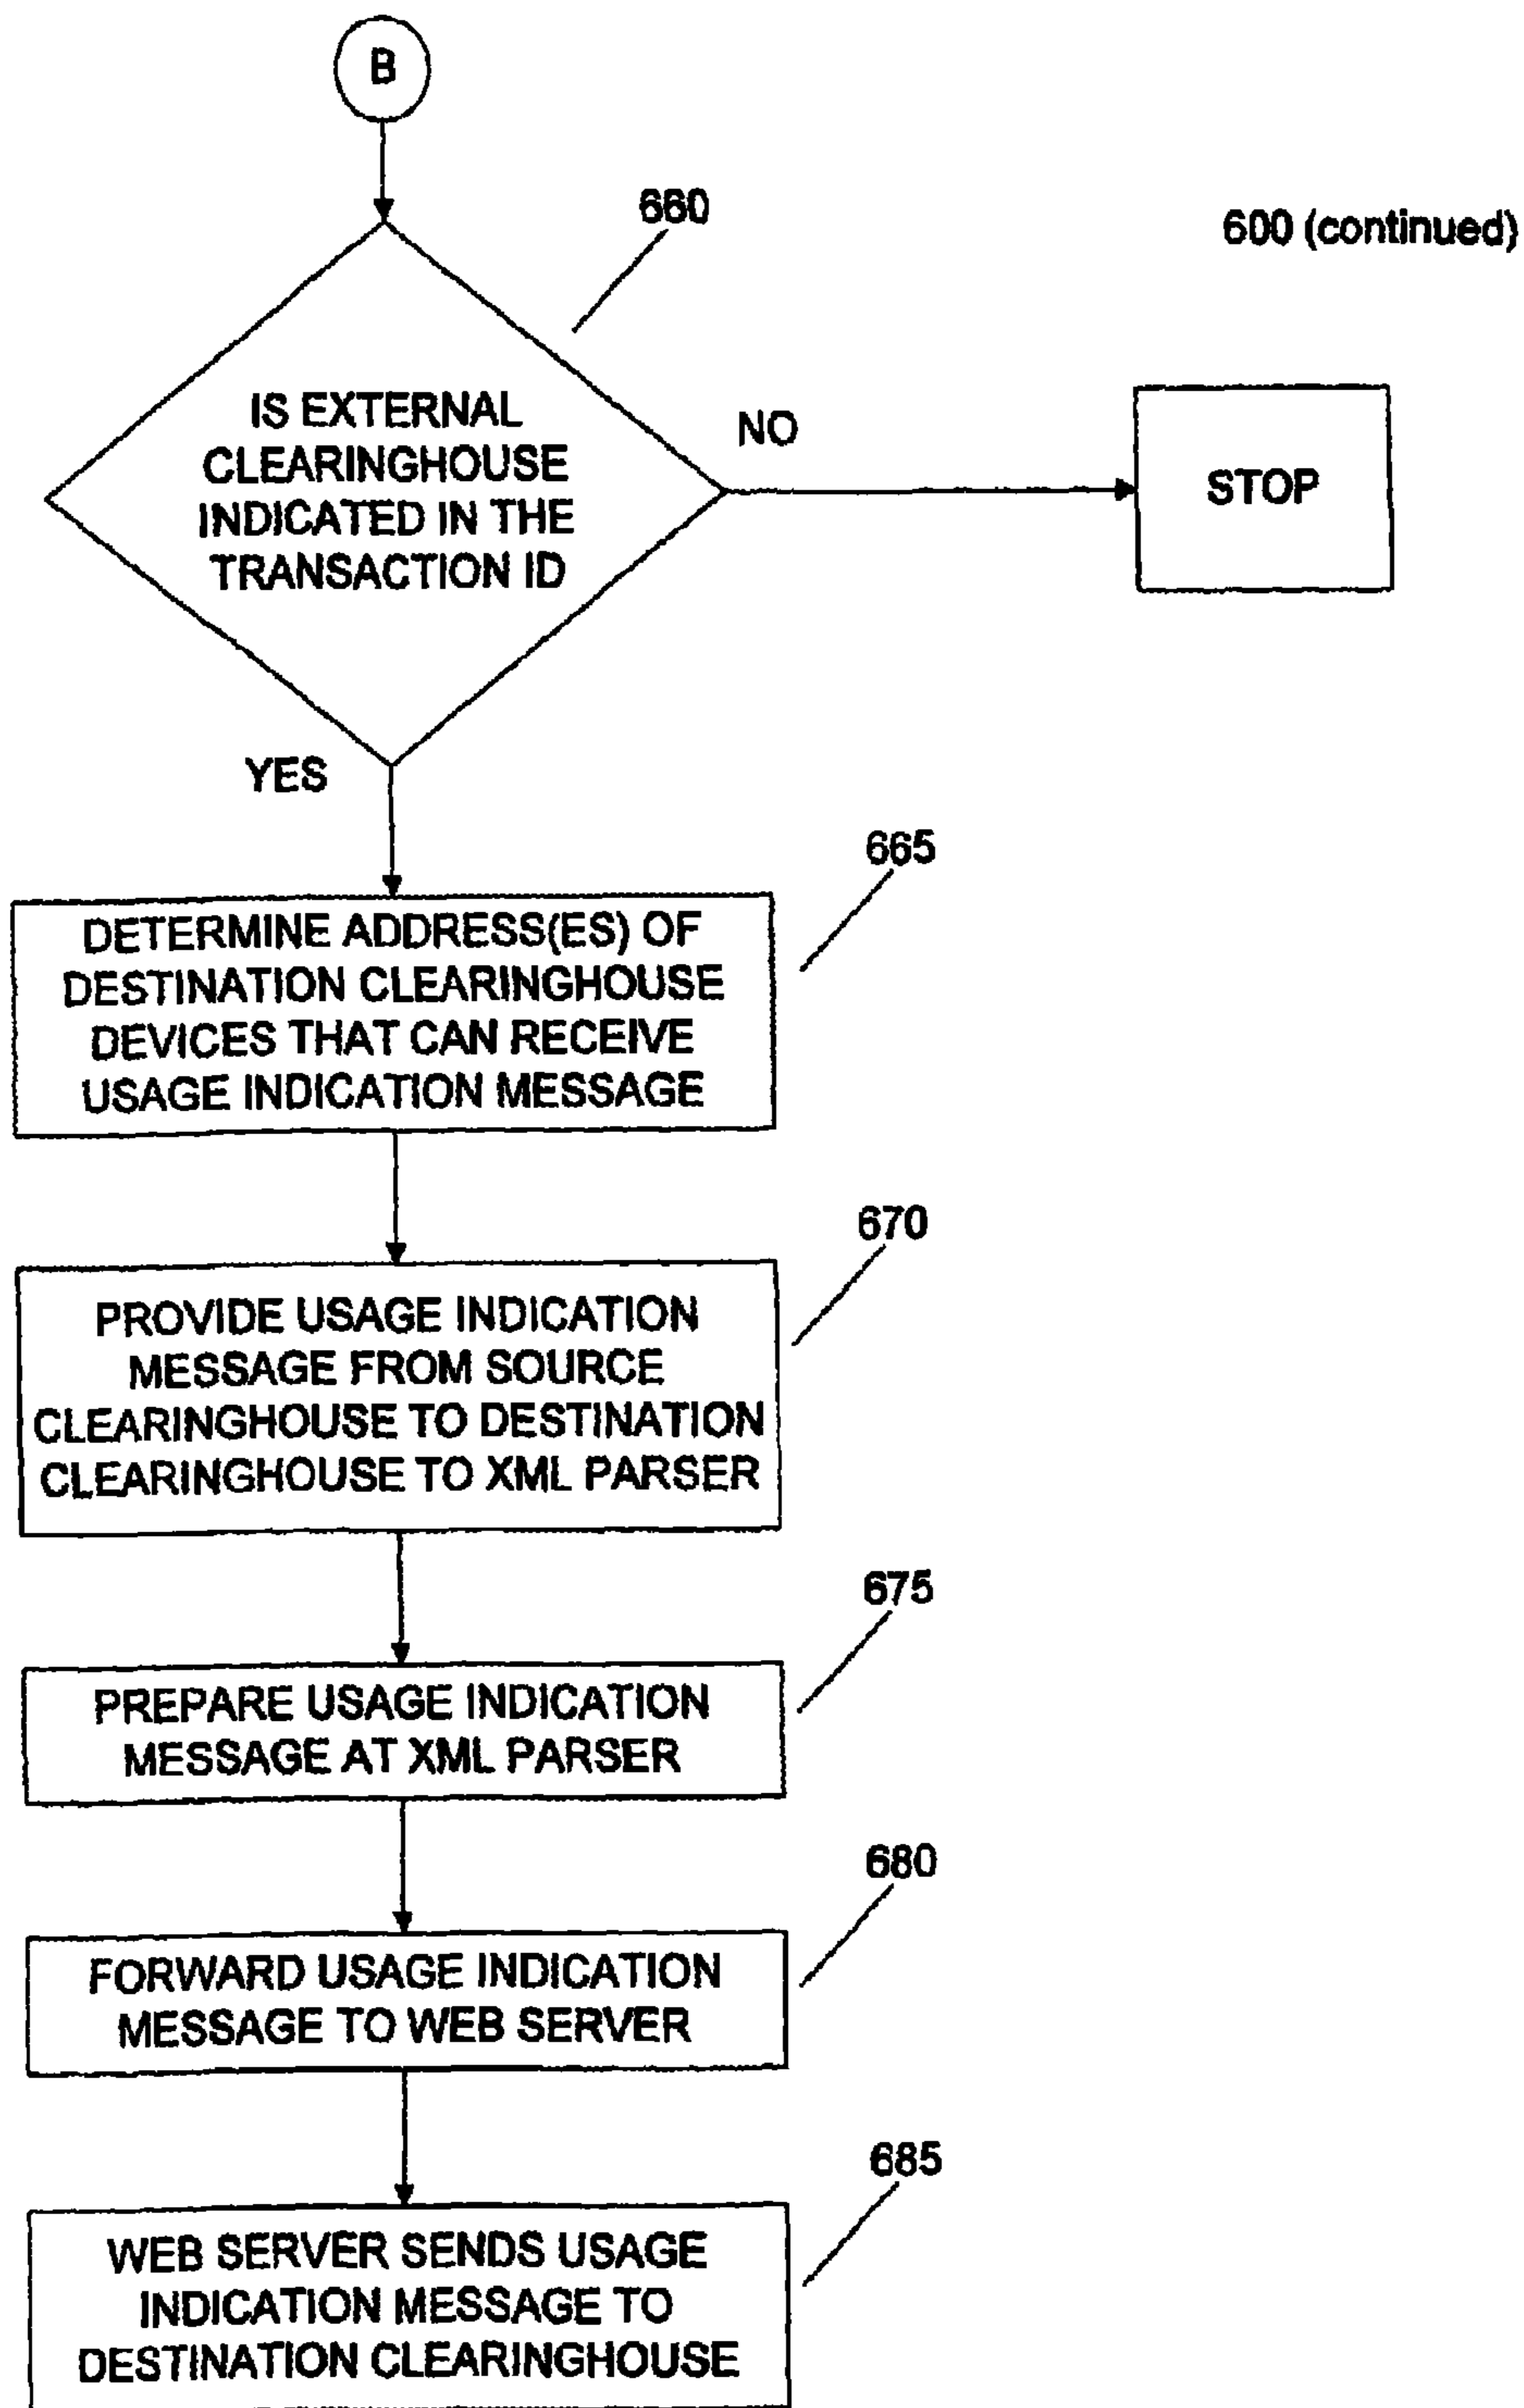 B
660
600 (continued)
IS EXTERNAL
CLEARINGHOUSE
INDICATED IN THE
TRANSACTION ID
NO
STOP
YES
665
DETERMINE ADDRESS(ES) OF
DESTINATION CLEARINGHOUSE
DEVICES THAT CAN RECEIVE
USAGE INDICATION MESSAGE
670
PROVIDE USAGE INDICATION
MESSAGE FROM SOURCE
CLEARINGHOUSE TO DESTINATION
CLEARINGHOUSE TO XML PARSER
675
PREPARE USAGE INDICATION
MESSAGE AT XML PARSER
680
FORWARD USAGE INDICATION
MESSAGE TO WEB SERVER
685
WEB SERVER SENDS USAGE
INDICATION MESSAGE TO
DESTINATION CLEARINGHOUSE